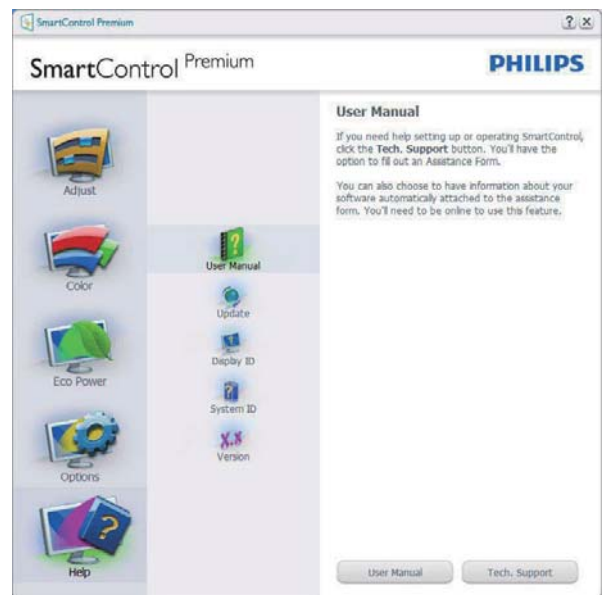 SmartControl Premium
SmartControl Premium
PHILIPS
Adjust
Color
Eco Power
Options
Help
User Manual
Update
Display ID
System ID
X.X
Version
User Manual
If you need help setting up or operating SmartControl,
click the Tech. Support button. You'll have the
option to fill out an Assistance Form.
You can also choose to have information about your
software automatically attached to the assistance
form. You'll need to be online to use this feature.
User Manual
Tech. Support